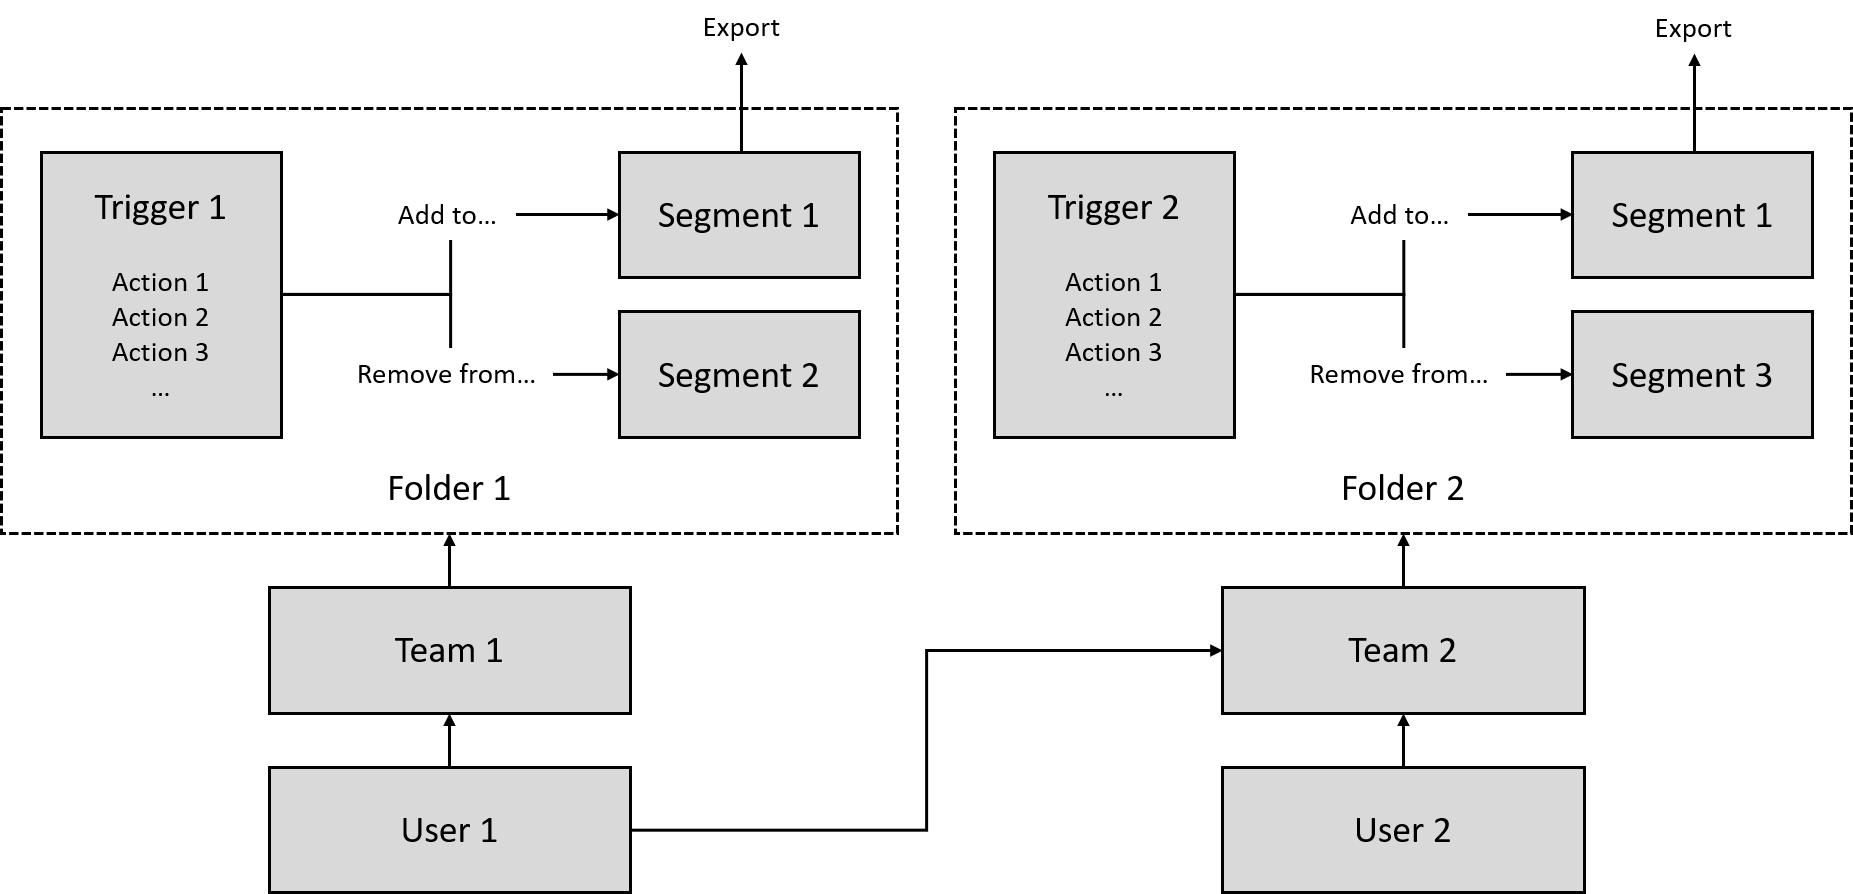 Export
Export
Trigger 1
Action 1
Action 2
Action 3
...
Add to...
Remove from...
Segment 1
Segment 2
Folder 1
Trigger 2
Action 1
Action 2
Action 3
...
Add to...
Remove from...
Segment 1
Segment 3
Folder 2
Team 1
Team 2
User 1
User 2